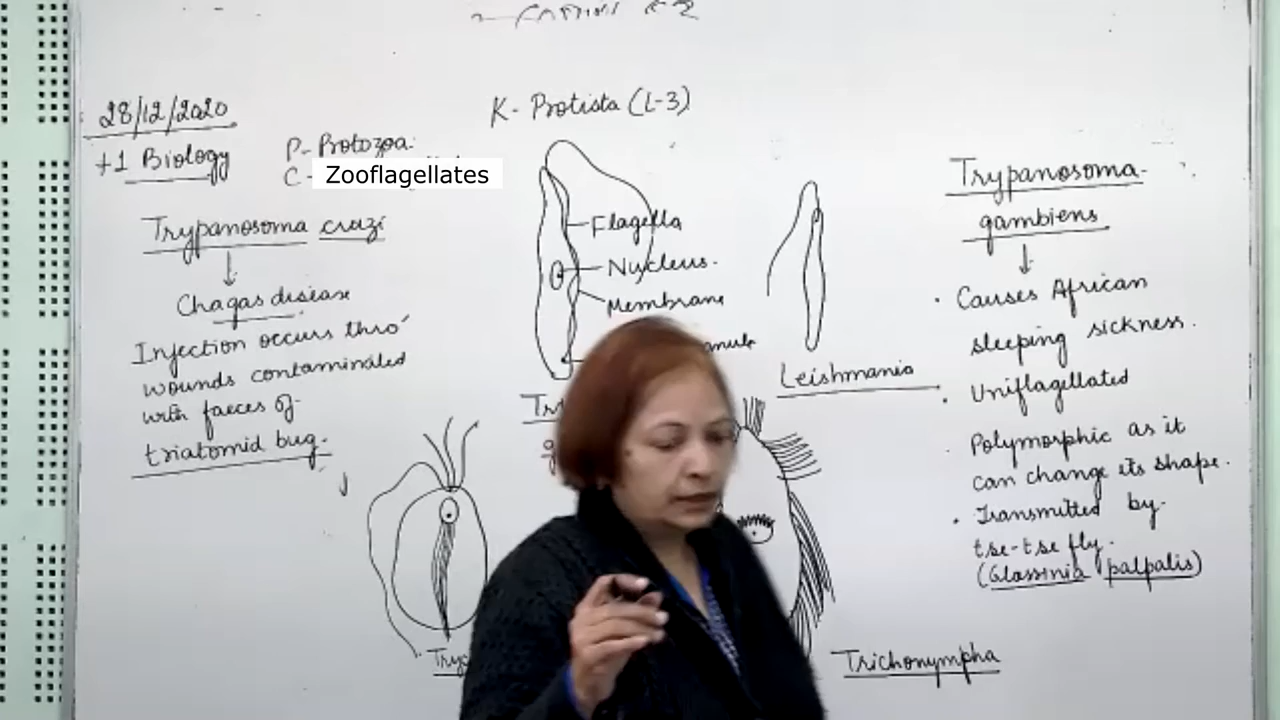 K- Protista (L-3)
28/12/2020
+1 Biology
P- Protozoa:
C- Zooflagellates
Trypanosoma cruzi
↓
Chagas disease
Injection occurs thro'
wounds contaminated
with faeces of
triatomid bug.
↓
Flagella
Nucleus.
Membrane
Leishmania
Trypanosoma
gambiens
↓
. Causes African
sleeping sickness.
. Uniflagellated
. Polymorphic as it
can change its shape.
. Transmitted by
tse-tse fly.
(Glassinia palpalis)
Trichonympha